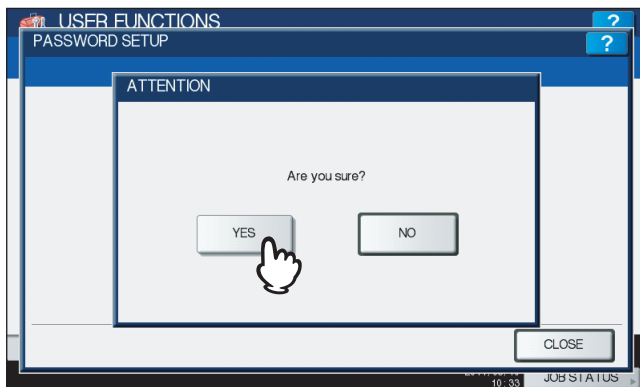 USER FUNCTIONS
?
PASSWORD SETUP
?
ATTENTION
Are you sure?
YES
NO
CLOSE
10:33
JOB STATUS